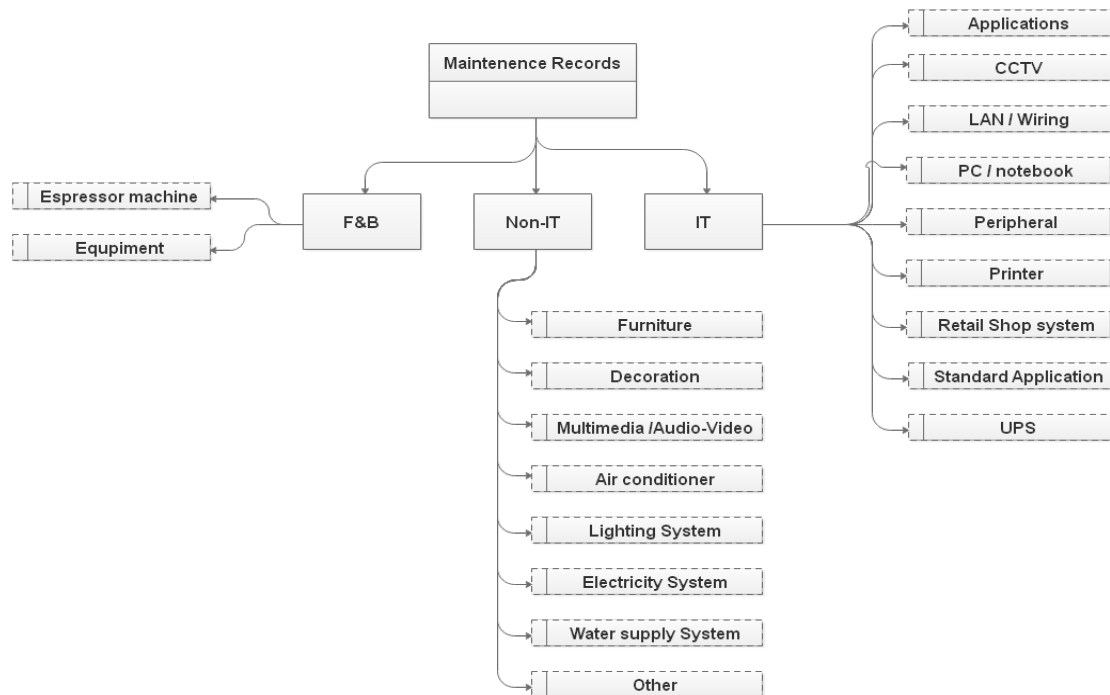 Maintenence Records
F&B
Non-IT
IT
Espressor machine
Equpiment
Furniture
Decoration
Multimedia /Audio-Video
Air conditioner
Lighting System
Electricity System
Water supply System
Other
Applications
CCTV
LAN / Wiring
PC / notebook
Peripheral
Printer
Retail Shop system
Standard Application
UPS